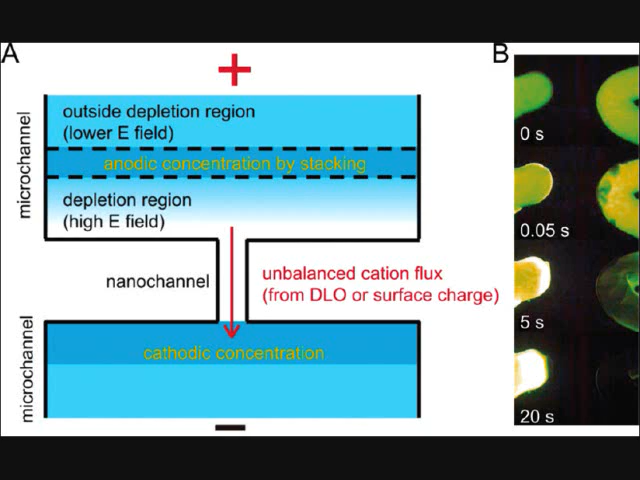 A
B
+
outside depletion region
(lower E field)
anodic concentration by stacking
depletion region
(high E field)
microchannel
nanochannel
unbalanced cation flux
(from DLO or surface charge)
cathodic concentration
microchannel
−
0 s
0.05 s
5 s
20 s